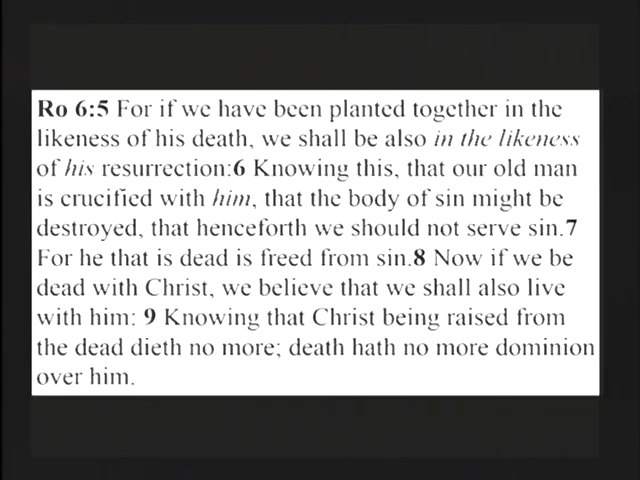 Ro 6:5 For if we have been planted together in the
likeness of his death, we shall be also in the likeness
of his resurrection:6 Knowing this, that our old man
is crucified with him, that the body of sin might be
destroyed, that henceforth we should not serve sin.7
For he that is dead is freed from sin.8 Now if we be
dead with Christ, we believe that we shall also live
with him: 9 Knowing that Christ being raised from
the dead dieth no more; death hath no more dominion
over him.